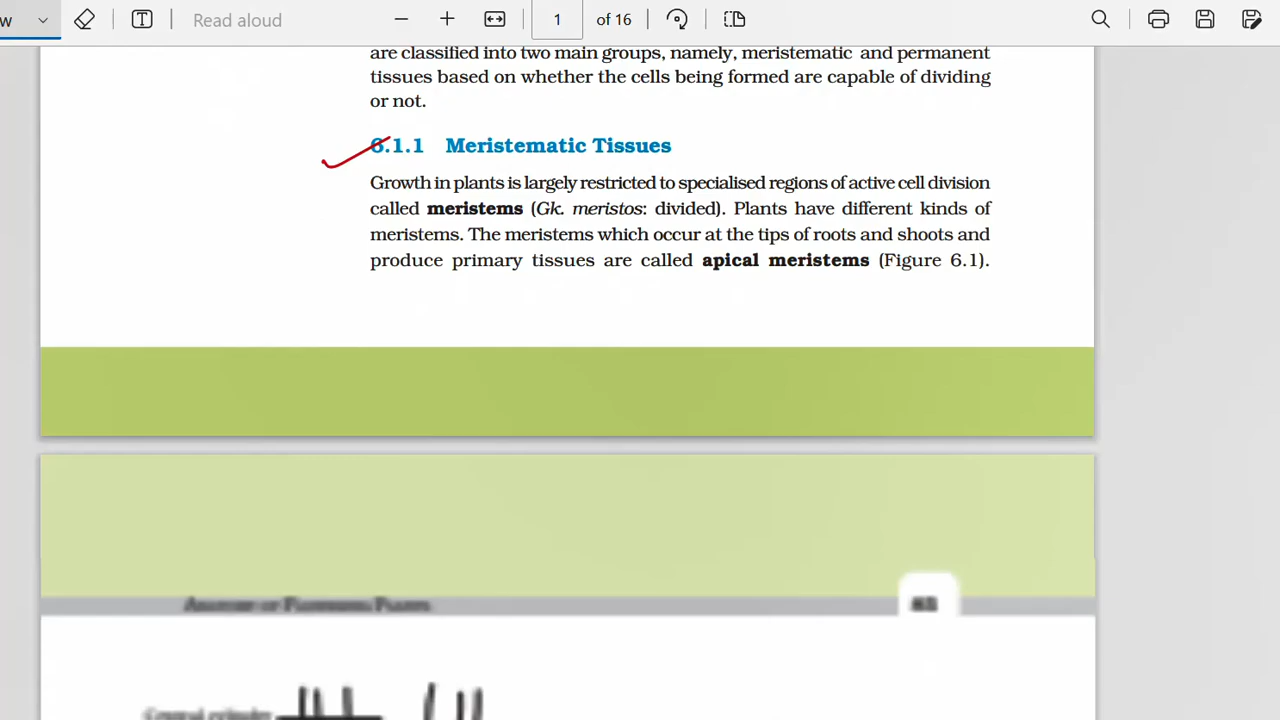 w
Read aloud
1 of 16
are classified into two main groups, namely, meristematic and permanent
tissues based on whether the cells being formed are capable of dividing
or not.
6.1.1 Meristematic Tissues
Growth in plants is largely restricted to specialised regions of active cell division
called meristems (Gk. meristos: divided). Plants have different kinds of
meristems. The meristems which occur at the tips of roots and shoots and
produce primary tissues are called apical meristems (Figure 6.1).
ANATOMY OF FLOWERING PLANTS